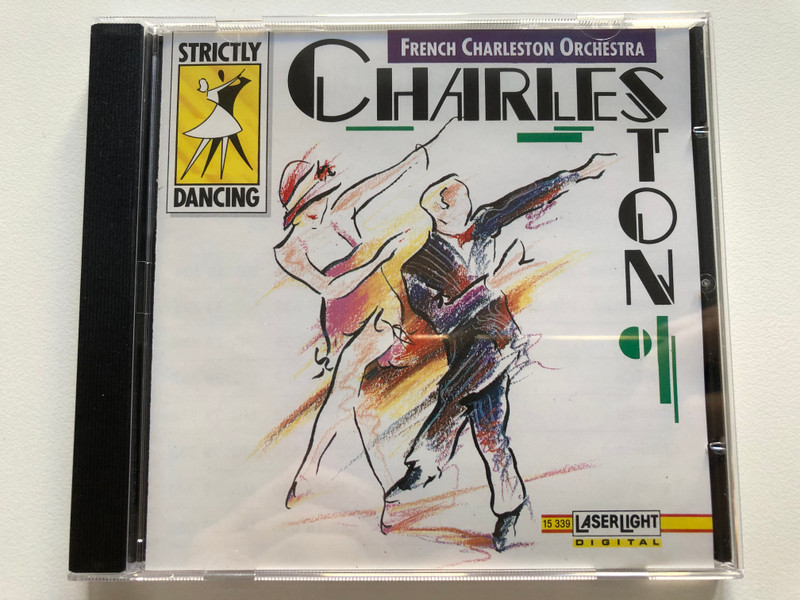 STRICTLY
DANCING
FRENCH CHARLESTON ORCHESTRA
CHARLESTON
15 339
LASERLIGHT
DIGITAL